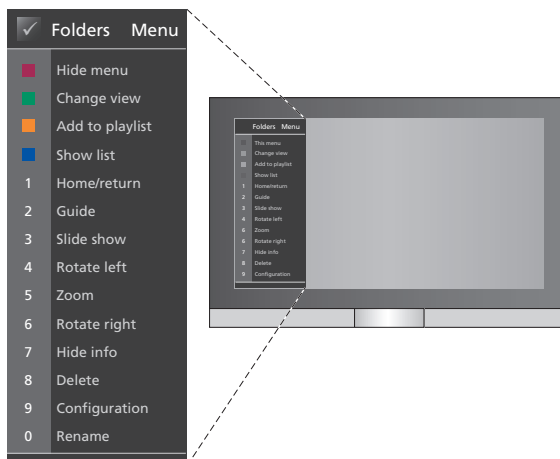 Folders Menu
Hide menu
Change view
Add to playlist
Show list
1 Home/return
2 Guide
3 Slide show
4 Rotate left
5 Zoom
6 Rotate right
7 Hide info
8 Delete
9 Configuration
0 Rename
Folders Menu
This menu
Change view
Add to playlist
Show list
1 Home/return
2 Guide
3 Slide show
4 Rotate left
6 Zoom
6 Rotate right
7 Hide info
8 Delete
9 Configuration